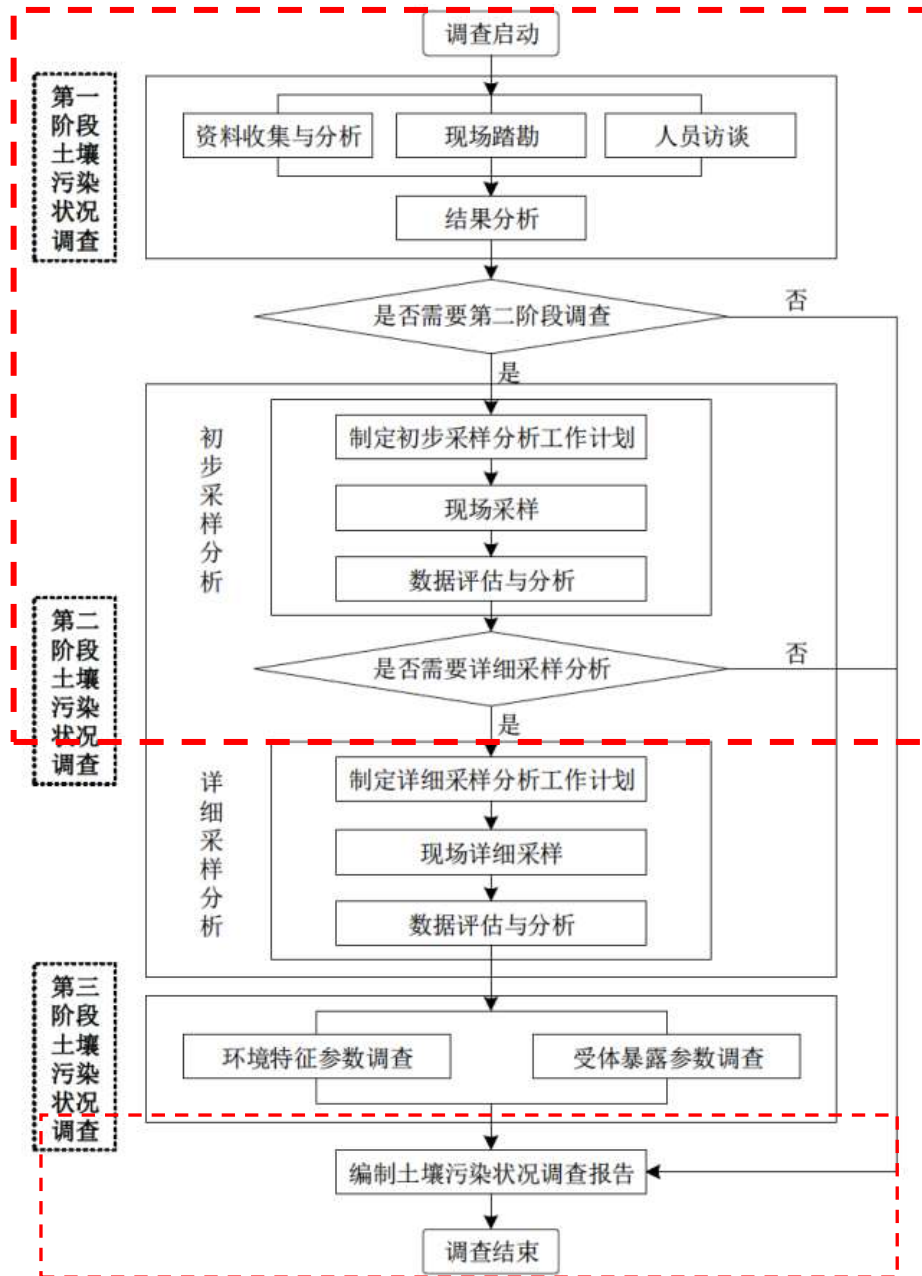 调查启动
第一
阶段
土壤
污染
状况
调查
资料收集与分析
现场踏勘
人员访谈
结果分析
是否需要第二阶段调查
否
是
初步采样分析
制定初步采样分析工作计划
现场采样
数据评估与分析
第二
阶段
土壤
污染
状况
调查
是否需要详细采样分析
否
是
详细采样分析
制定详细采样分析工作计划
现场详细采样
数据评估与分析
第三
阶段
土壤
污染
状况
调查
环境特征参数调查
受体暴露参数调查
编制土壤污染状况调查报告
调查结束